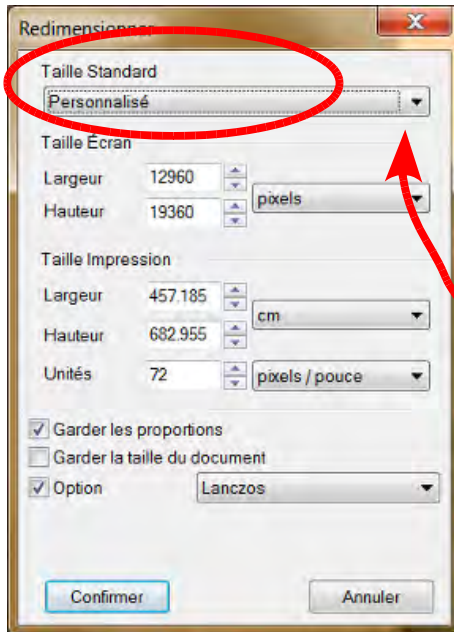 Redimensionner
Taille Standard
Personnalisé
Taille Écran
Largeur 12960
pixels
Hauteur 19360
Taille Impression
Largeur 457.185
cm
Hauteur 682.955
Unités 72 pixels / pouce
Garder les proportions
Garder la taille du document
Option Lanczos
Confirmer Annuler